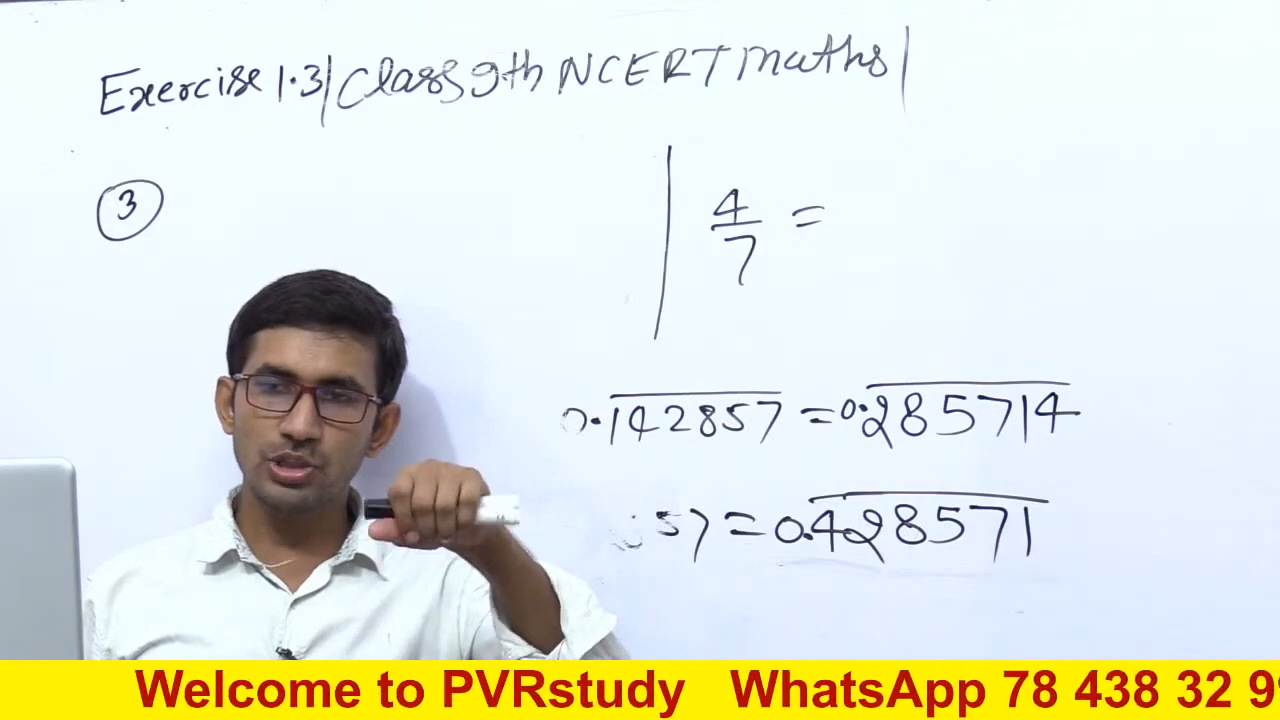 Exercise 1.3 | Class 9th NCERT maths |
3
4/7 =
0.142857 = 0.285714
57 = 0.428571
Welcome to PVRstudy WhatsApp 78 438 32 9